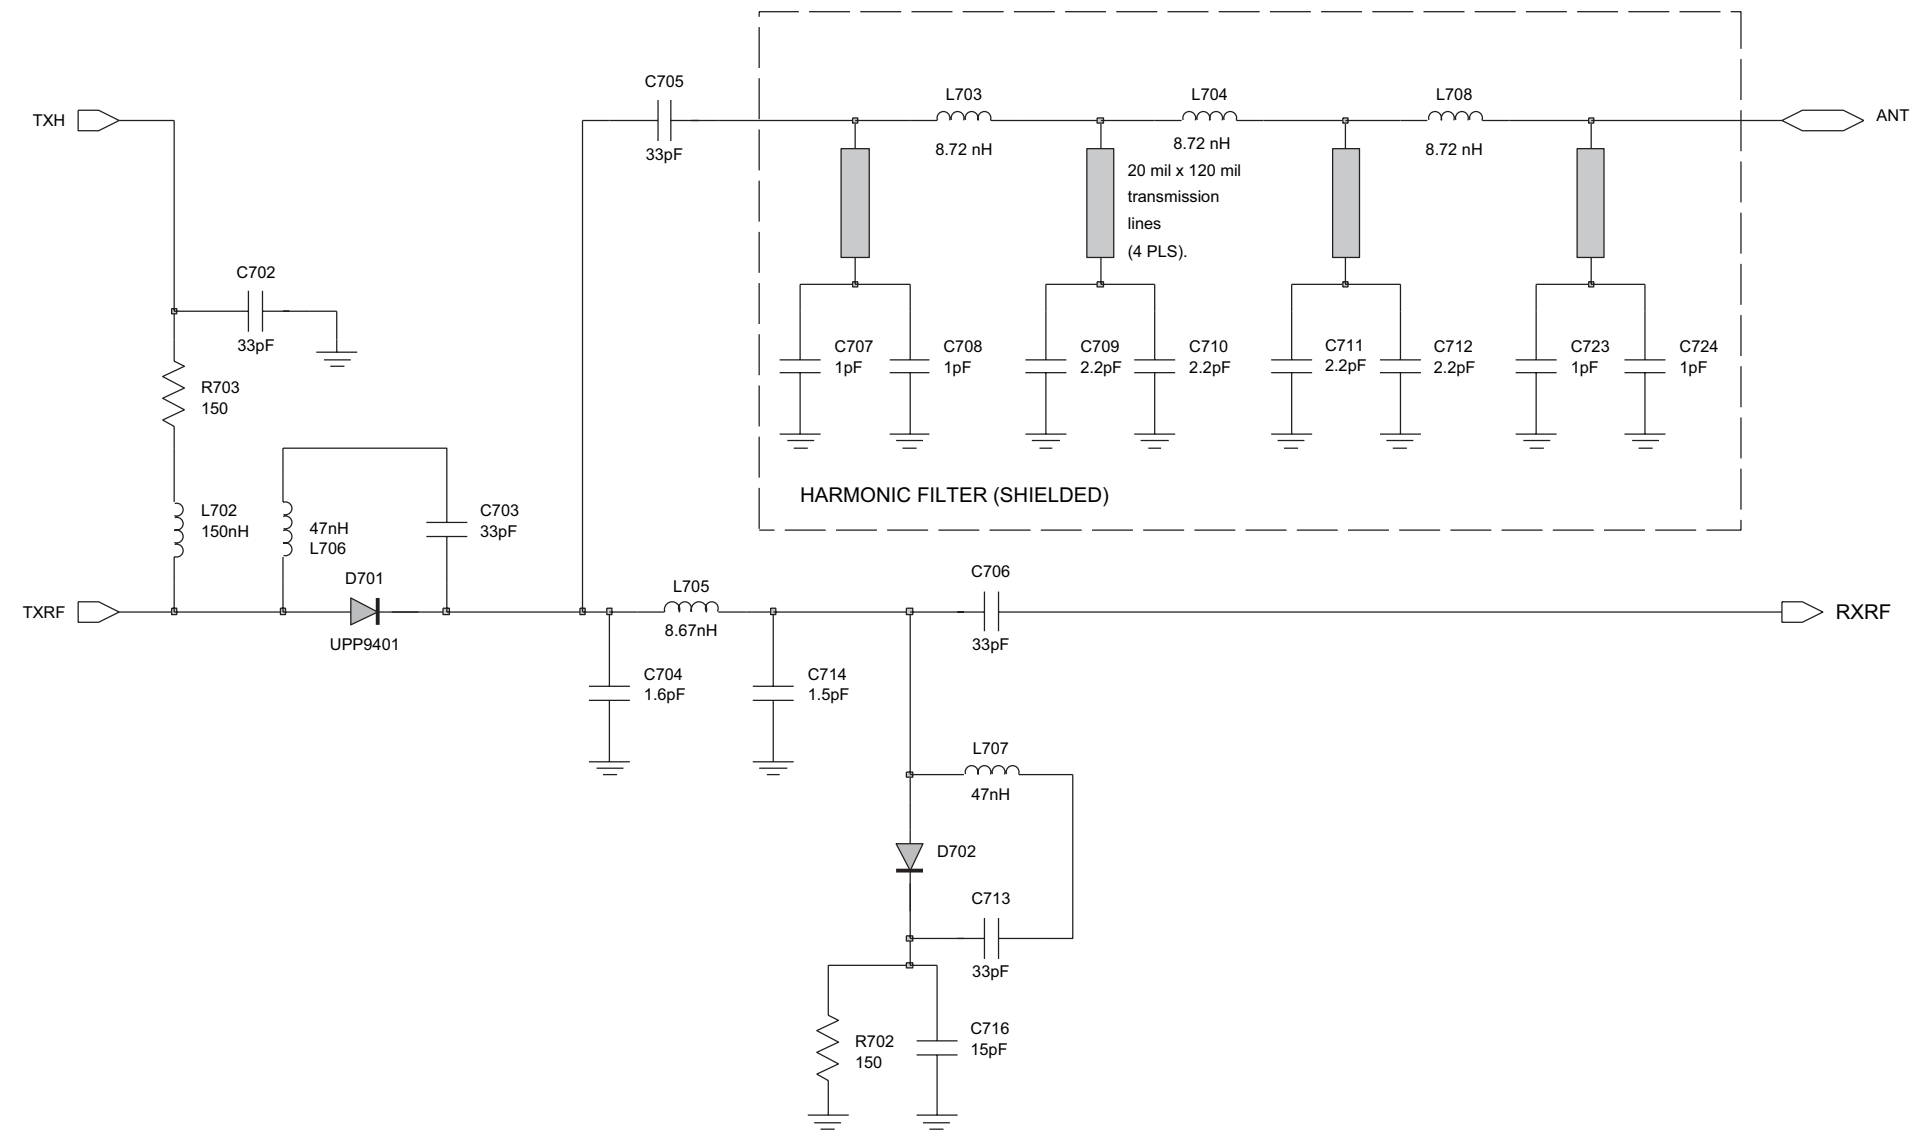 C705
33pF
L703
8.72 nH
L704
8.72 nH
L708
8.72 nH
ANT
TXH
20 mil x 120 mil
transmission
lines
(4 PLS).
C702
33pF
R703
150
C707
1pF
C708
1pF
C709
2.2pF
C710
2.2pF
C711
2.2pF
C712
2.2pF
C723
1pF
C724
1pF
HARMONIC FILTER (SHIELDED)
L702
150nH
47nH
L706
C703
33pF
D701
UPP9401
TXRF
L705
8.67nH
C706
33pF
RXRF
C704
1.6pF
C714
1.5pF
L707
47nH
D702
C713
33pF
R702
150
C716
15pF